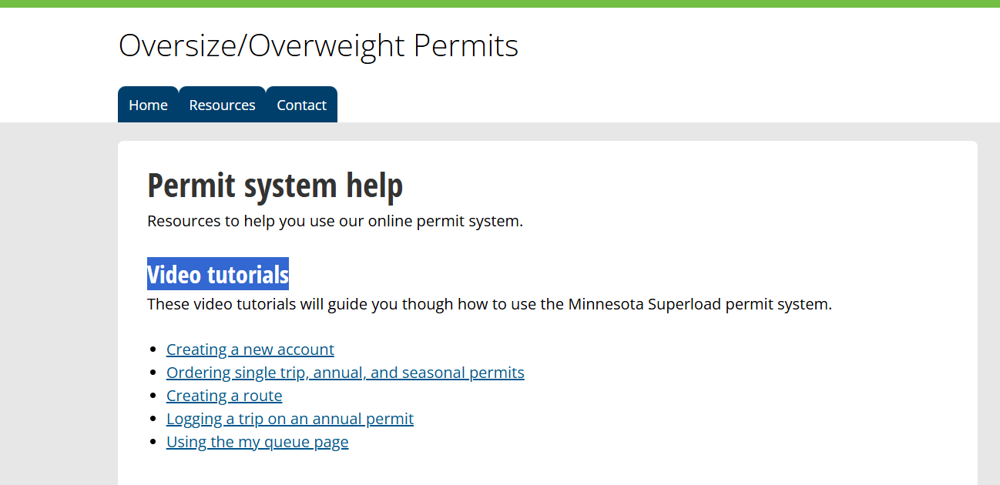 Oversize/Overweight Permits
Home Resources Contact
Permit system help
Resources to help you use our online permit system.
Video tutorials
These video tutorials will guide you though how to use the Minnesota Superload permit system.
Creating a new account
Ordering single trip, annual, and seasonal permits
Creating a route
Logging a trip on an annual permit
Using the my queue page